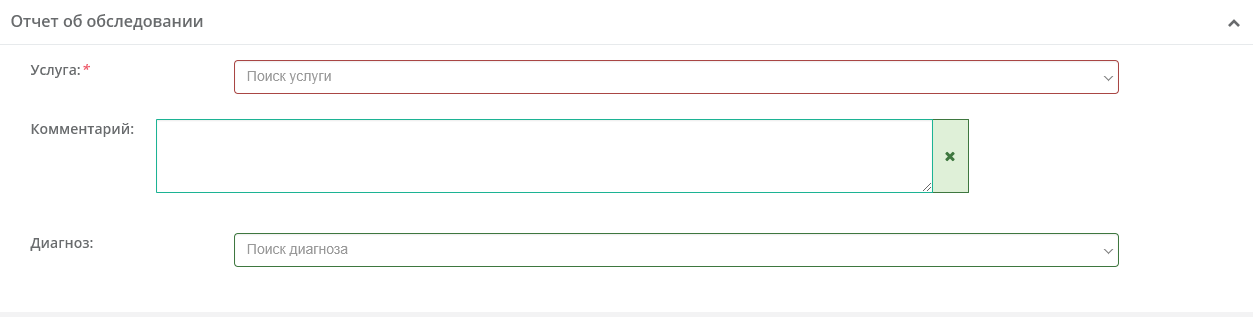 Отчет об обследовании
Услуга:*
Поиск услуги
Комментарий:
Диагноз:
Поиск диагноза